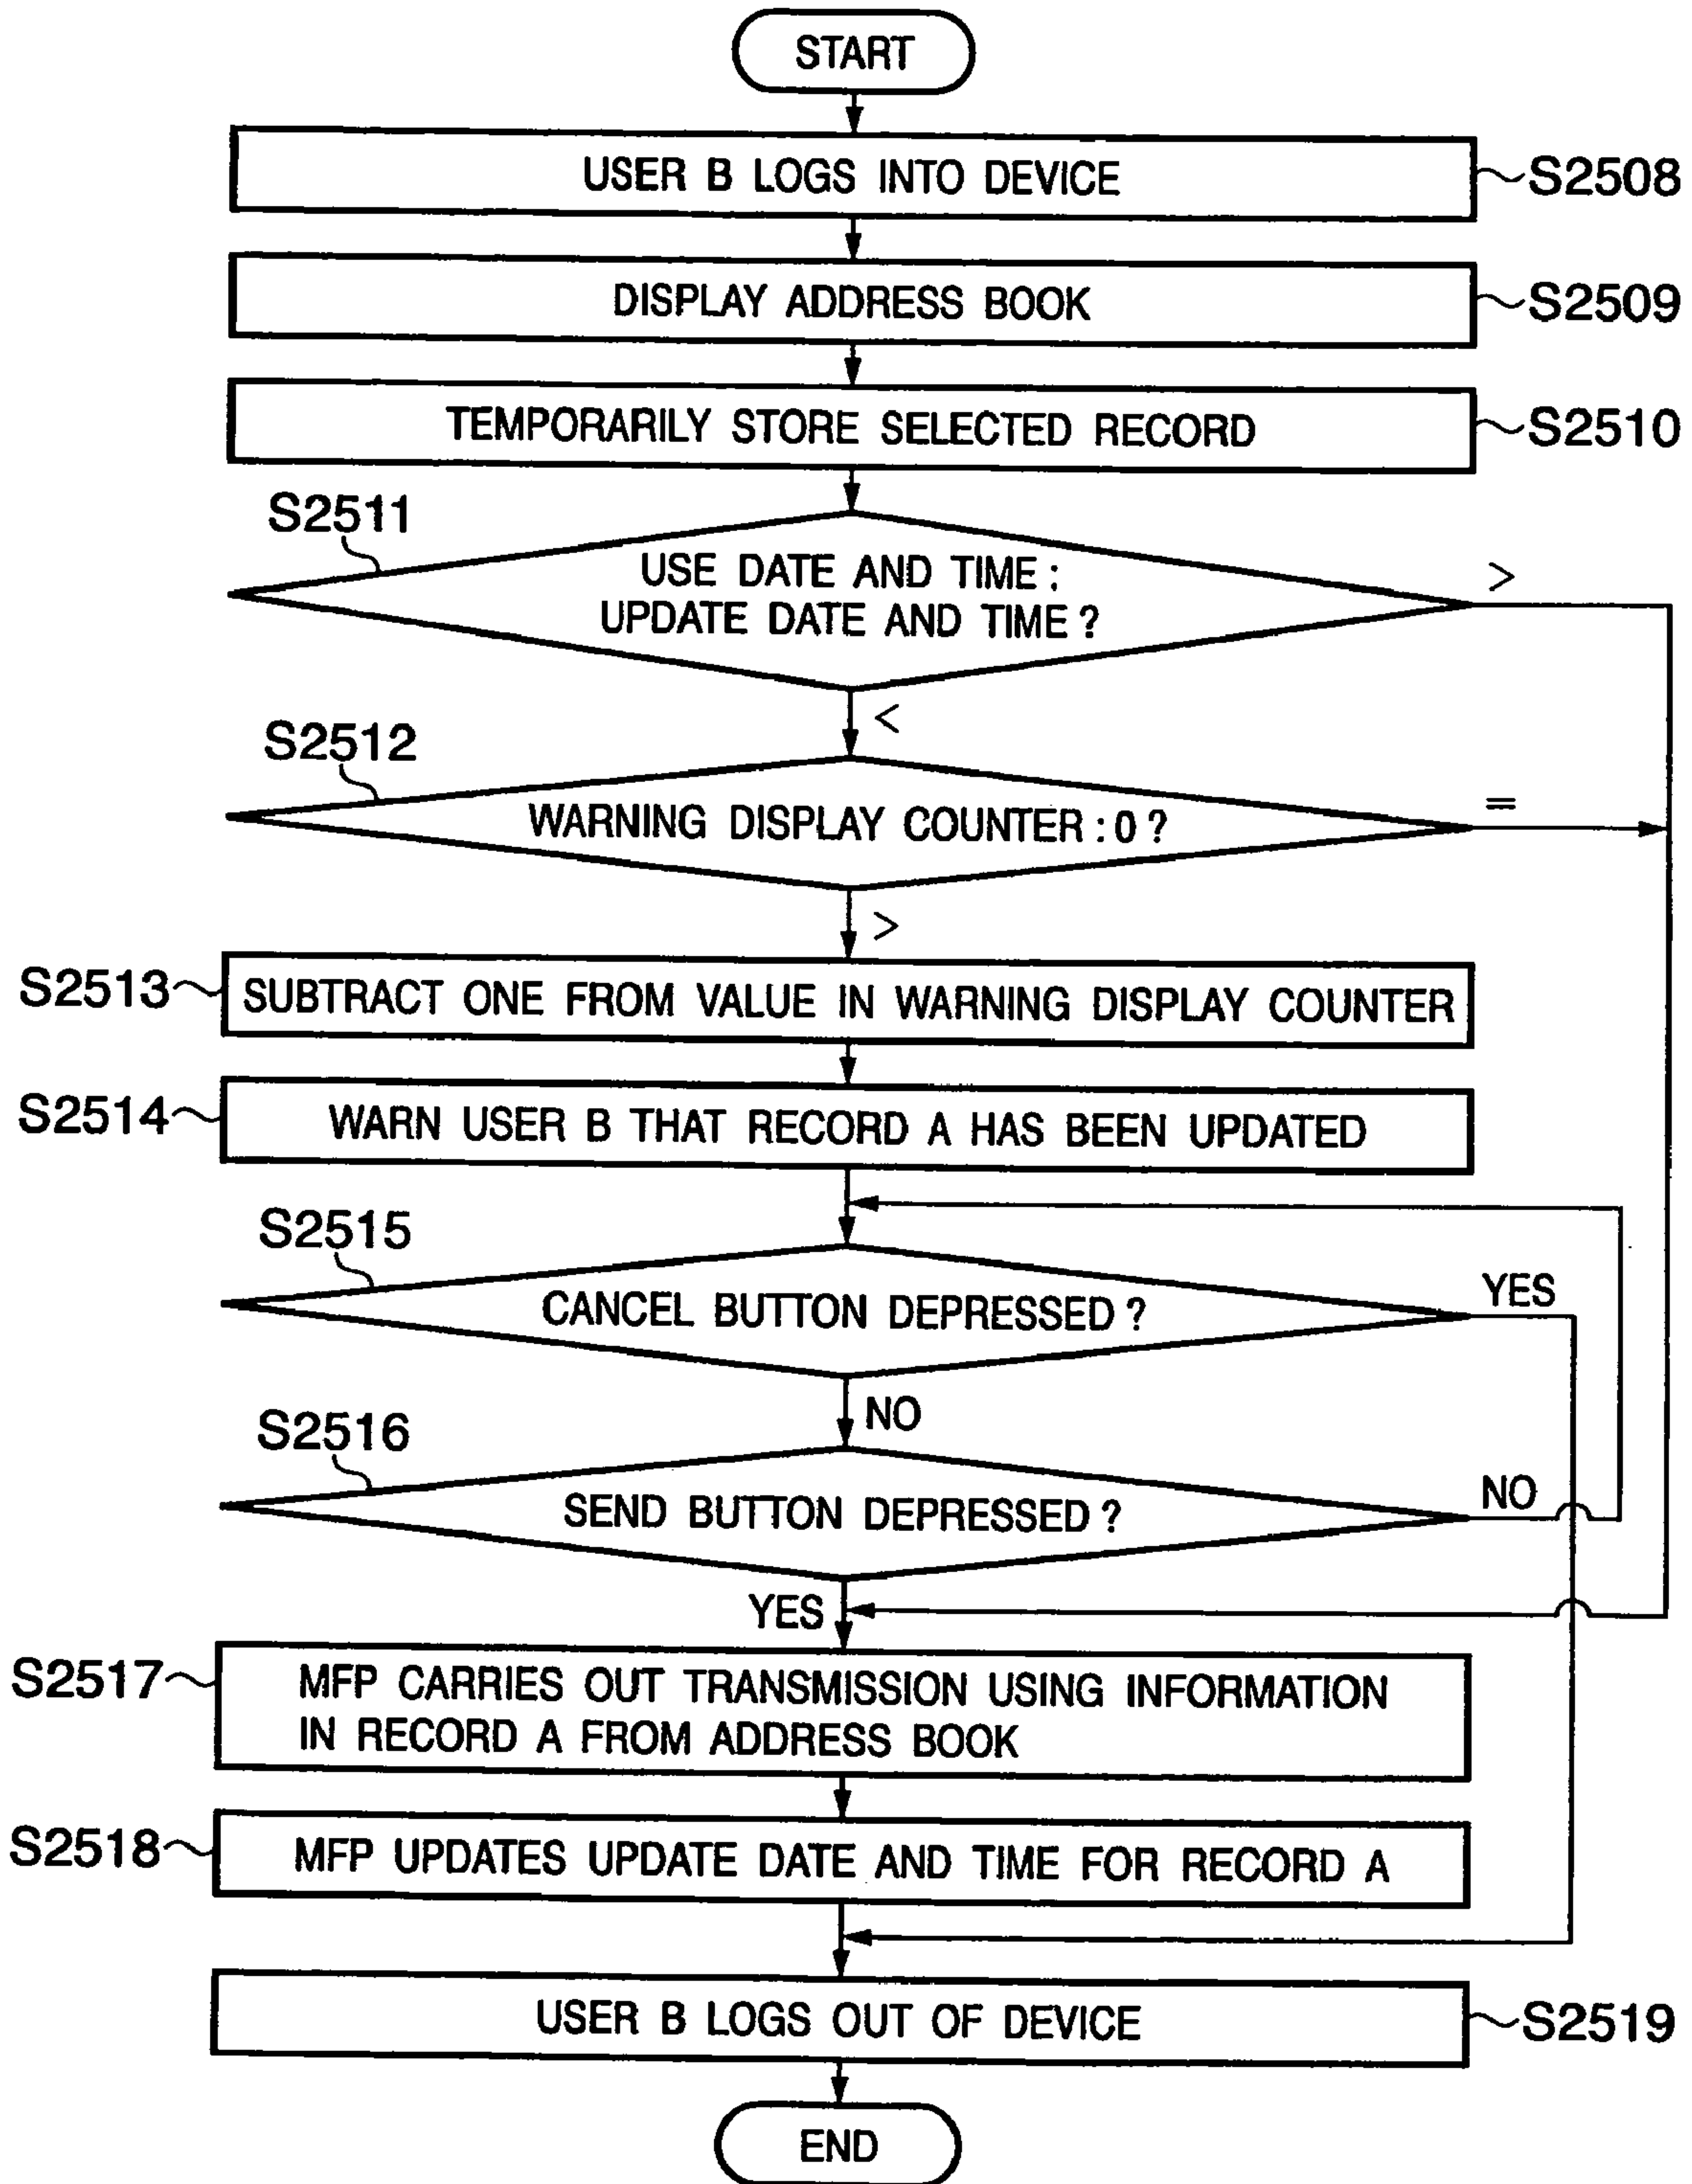 START
USER B LOGS INTO DEVICE
S2508
DISPLAY ADDRESS BOOK
S2509
TEMPORARILY STORE SELECTED RECORD
S2510
S2511
USE DATE AND TIME :
UPDATE DATE AND TIME ?
>
<
S2512
WARNING DISPLAY COUNTER : 0 ?
=
>
S2513
SUBTRACT ONE FROM VALUE IN WARNING DISPLAY COUNTER
S2514
WARN USER B THAT RECORD A HAS BEEN UPDATED
S2515
CANCEL BUTTON DEPRESSED ?
YES
NO
S2516
SEND BUTTON DEPRESSED ?
NO
YES
S2517
MFP CARRIES OUT TRANSMISSION USING INFORMATION
IN RECORD A FROM ADDRESS BOOK
S2518
MFP UPDATES UPDATE DATE AND TIME FOR RECORD A
USER B LOGS OUT OF DEVICE
S2519
END